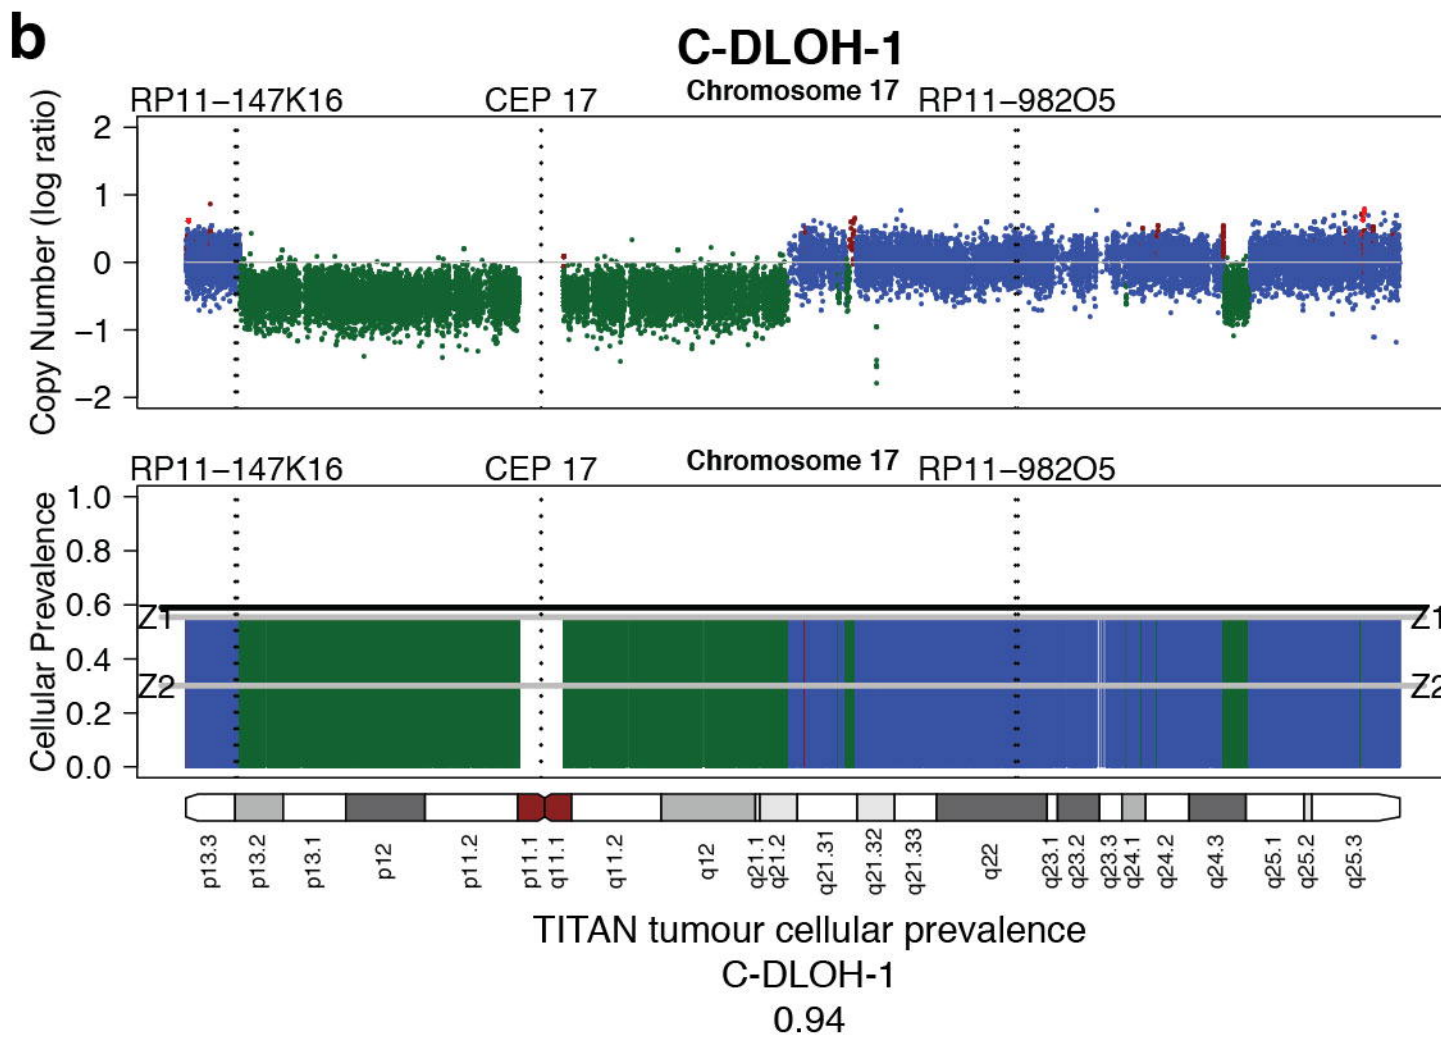 b
C-DLOH-1
RP11−147K16 CEP 17 Chromosome 17 RP11−982O5
Copy Number (log ratio)
2
1
0
−1
−2
RP11−147K16 CEP 17 Chromosome 17 RP11−982O5
Cellular Prevalence
1.0
0.8
0.6
Z1 Z1
0.4
Z2 Z2
0.2
0.0
p13.3 p13.2 p13.1 p12 p11.2 p11.1 q11.1 q11.2 q12 q21.1 q21.2 q21.31 q21.32 q21.33 q22 q23.1 q23.2 q23.3 q24.1 q24.2 q24.3 q25.1 q25.2 q25.3
TITAN tumour cellular prevalence
C-DLOH-1
0.94